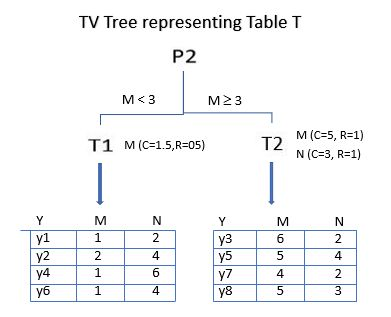 TV Tree representing Table T
P2
M < 3
M ≥ 3
T1 M (C=1.5,R=05)
T2 M (C=5, R=1)
N (C=3, R=1)
Y M N
y1 1 2
y2 2 4
y4 1 6
y6 1 4
Y M N
y3 6 2
y5 5 4
y7 4 2
y8 5 3